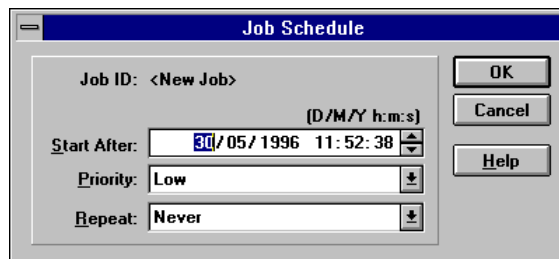 Job Schedule
Job ID: <New Job>
(D/M/Y h:m:s)
Start After: 30/05/1996 11:52:38
Priority: Low
Repeat: Never
OK
Cancel
Help